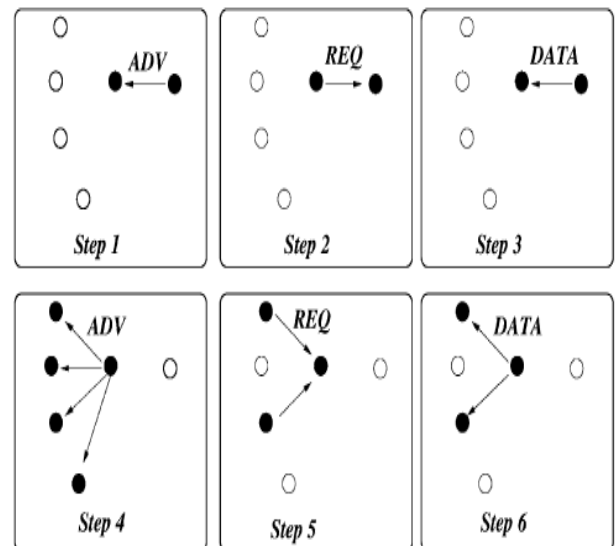 ADV
Step 1
REQ
Step 2
DATA
Step 3
ADV
Step 4
REQ
Step 5
DATA
Step 6